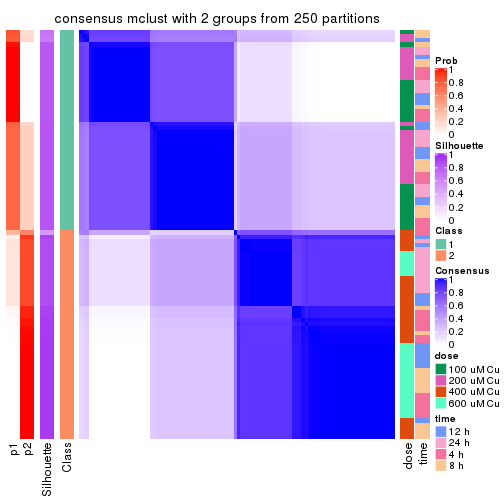 consensus mclust with 2 groups from 250 partitions
Prob
1
0.8
0.6
0.4
0.2
0
Silhouette
1
0.8
0.6
0.4
0.2
0
Class
1
2
Consensus
1
0.8
0.6
0.4
0.2
0
dose
100 uM Cu
200 uM Cu
400 uM Cu
600 uM Cu
time
12 h
24 h
4 h
8 h
p1
p2
Silhouette
Class
dose
time